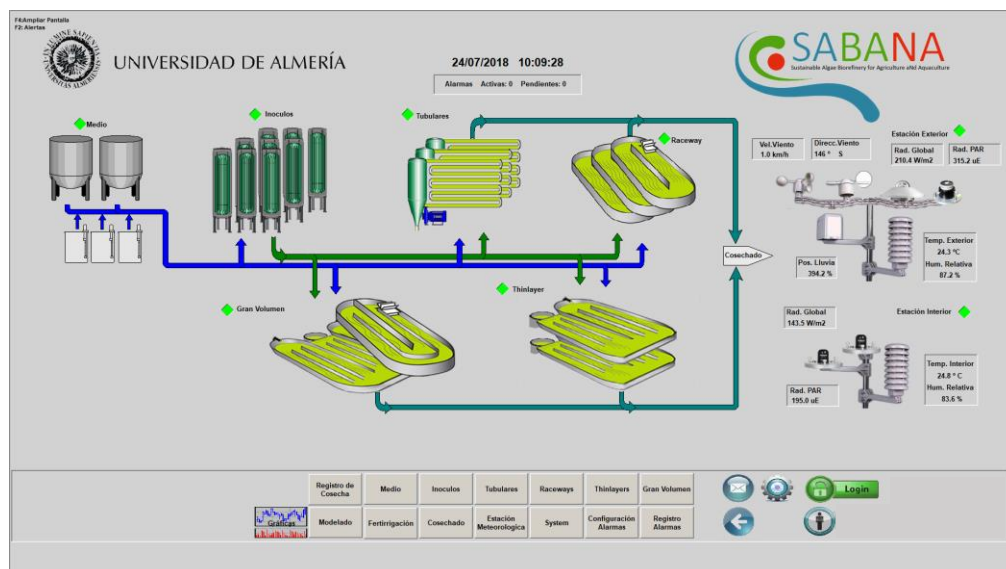 F4:Ampliar Pantalla
F2: Alertas
UNIVERSIDAD DE ALMERÍA
24/07/2018 10:09:28
Alarmas Activas: 0 Pendientes: 0
SABANA
Sustainable Algae Biorefinery for Agriculture aNd Aquaculture
Medio
Inoculos
Tubulares
Raceway
Vel.Viento
1.0 km/h
Direcc.Viento
146 º S
Estación Exterior
Rad. Global
210.4 W/m2
Rad. PAR
315.2 uE
Temp. Exterior
24.3 ºC
Hum. Relativa
87.2 %
Pos. Lluvia
394.2 %
Cosechado
Gran Volumen
Thinlayer
Rad. Global
143.5 W/m2
Estación Interior
Temp. Interior
24.8 º C
Hum. Relativa
83.6 %
Rad. PAR
195.0 uE
Registro de
Cosecha
Medio
Inoculos
Tubulares
Raceways
Thinlayers
Gran Volumen
Login
Gráficas
Modelado
Fertirrigación
Cosechado
Estación
Meteorologica
System
Configuración
Alarmas
Registro
Alarmas